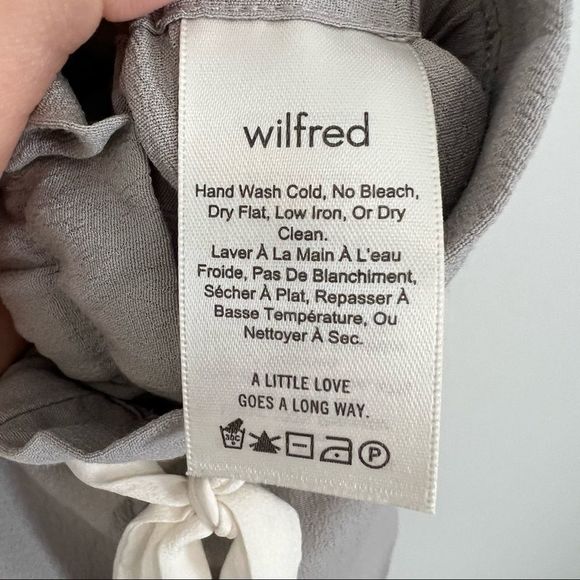 wilfred
Hand Wash Cold, No Bleach,
Dry Flat, Low Iron, Or Dry
Clean.
Laver À La Main À L'eau
Froide, Pas De Blanchiment,
Sécher À Plat, Repasser À
Basse Température, Ou
Nettoyer À Sec.
A LITTLE LOVE
GOES A LONG WAY.
30C P